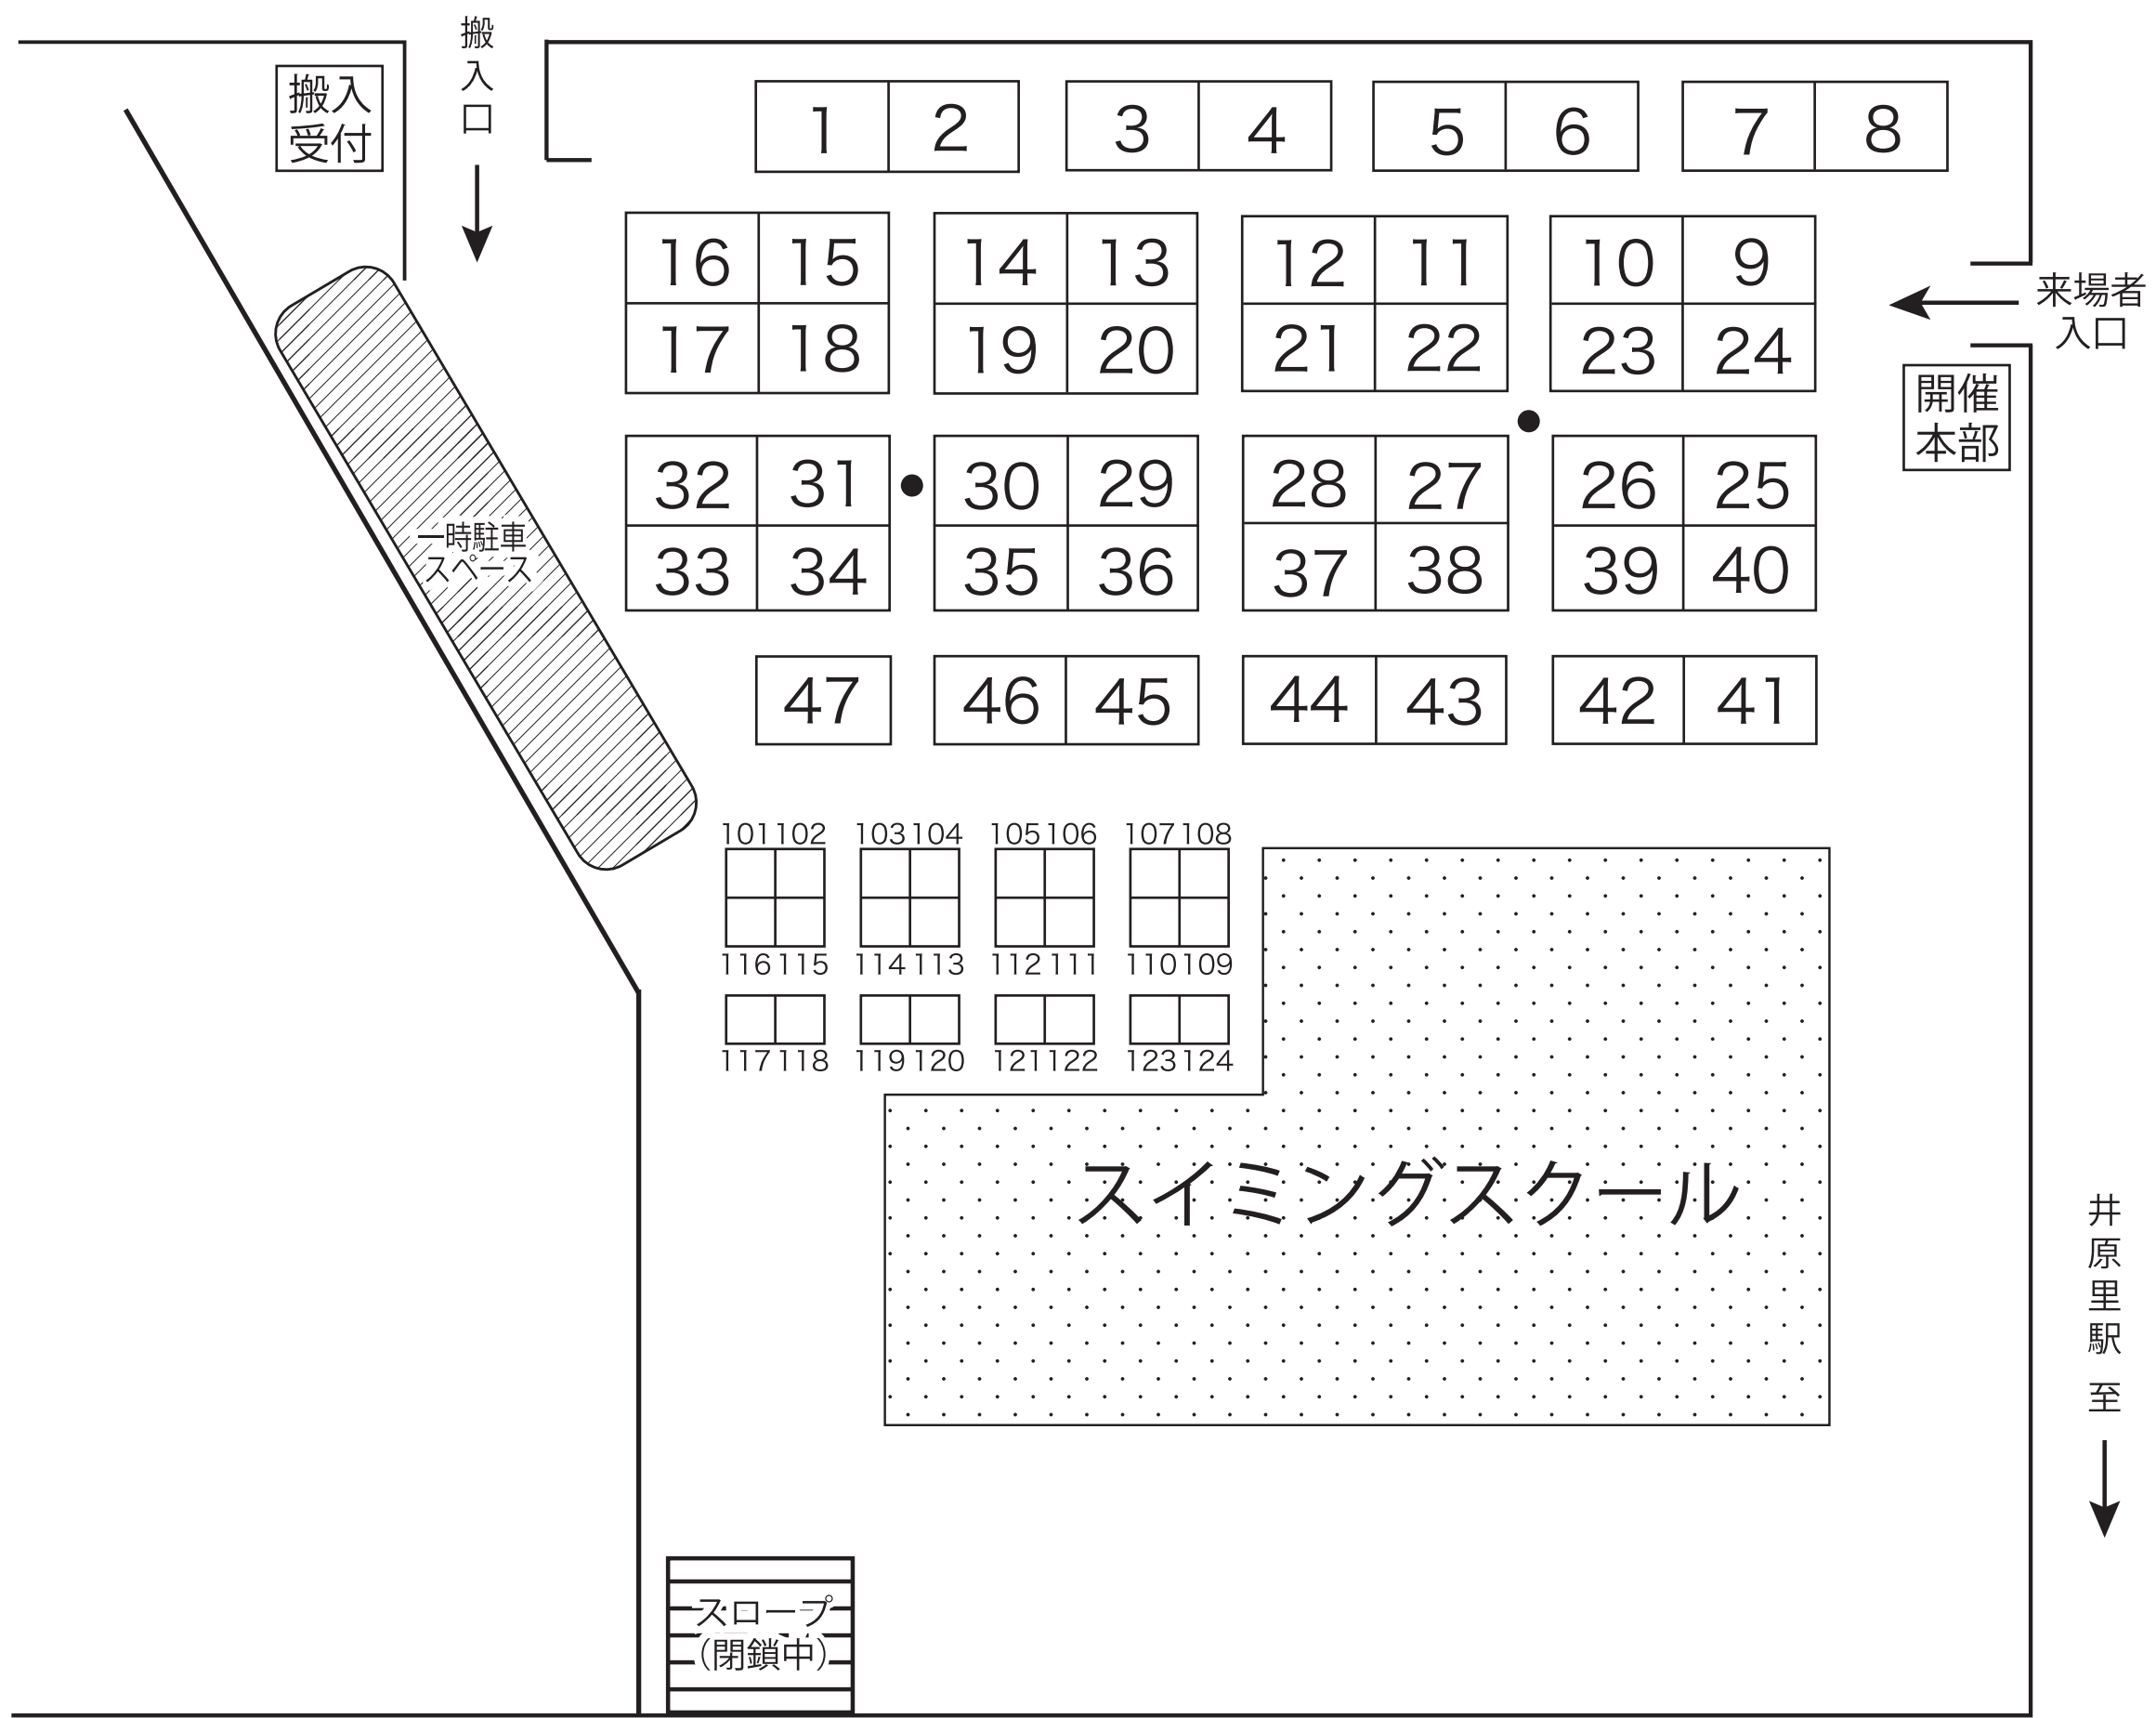 搬入口
搬入
受付
1 2 3 4 5 6 7 8
16 15 14 13 12 11 10 9
来場者
入口
17 18 19 20 21 22 23 24
開催
本部
32 31 30 29 28 27 26 25
一時駐車
スペース
33 34 35 36 37 38 39 40
47 46 45 44 43 42 41
101 102 103 104 105 106 107 108
116 115 114 113 112 111 110 109
117 118 119 120 121 122 123 124
スイミングスクール
井原里駅 至
スロープ
（閉鎖中）